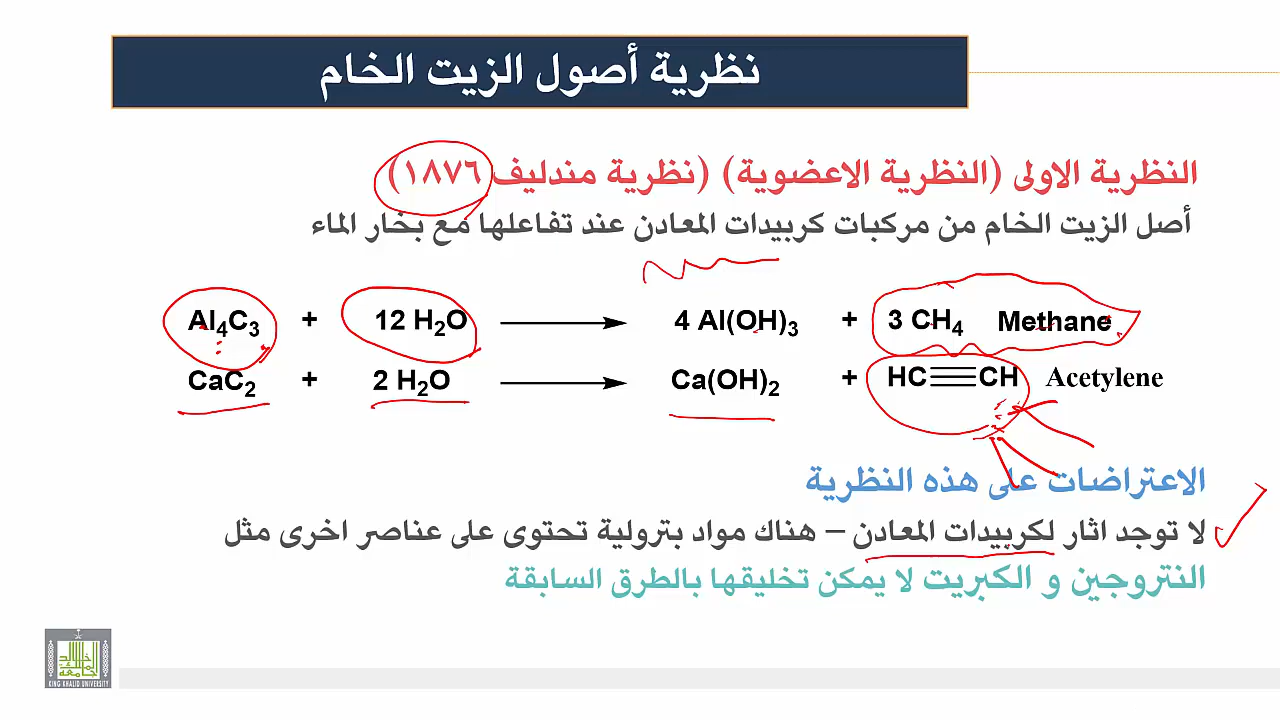 نظرية أصول الزيت الخام
النظرية الاولى (النظرية الاعضوية) (نظرية مندليف ١٨٧٦)
أصل الزيت الخام من مركبات كربيدات المعادن عند تفاعلها مع بخار الماء
Al4C3 + 12 H2O 4 Al(OH)3 + 3 CH4 Methane
CaC2 + 2 H2O Ca(OH)2 + HC≡CH Acetylene
الاعتراضات على هذه النظرية
لا توجد اثار لكربيدات المعادن – هناك مواد بترولية تحتوى على عناصر اخرى مثل
النتروجين و الكبريت لا يمكن تخليقها بالطرق السابقة
KING KHALID UNIVERSITY